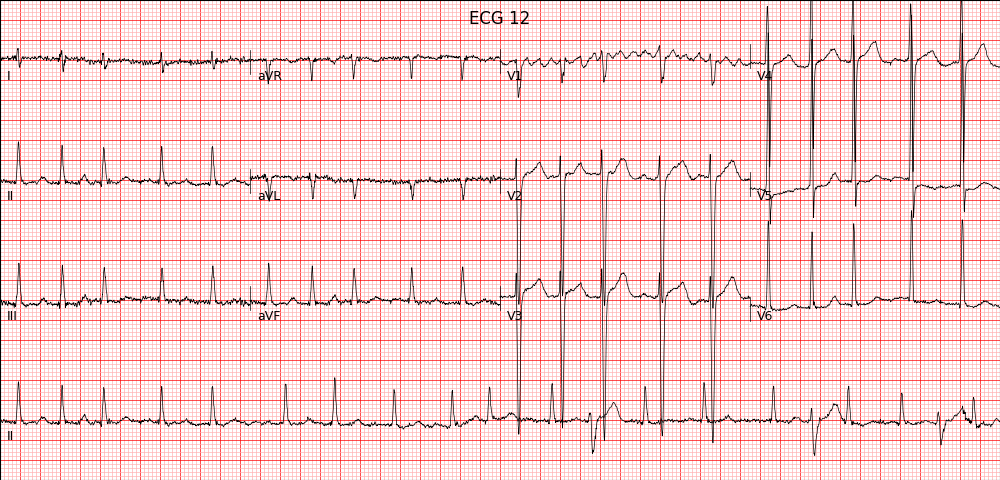 ECG 12
I aVR V1 V4
II aVL V2 V5
III aVF V3 V6
II